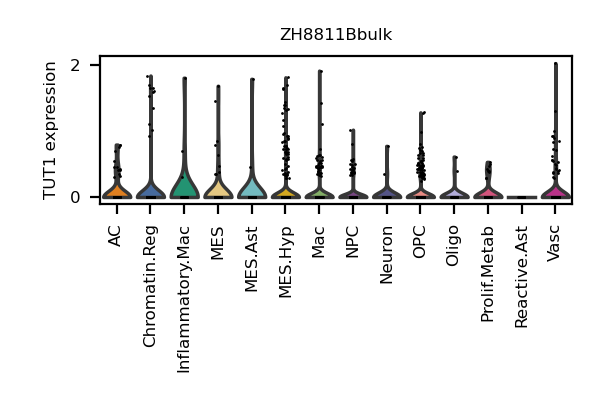 ZH8811Bbulk
TUT1 expression
2
0
AC
Chromatin.Reg
Inflammatory.Mac
MES
MES.Ast
MES.Hyp
Mac
NPC
Neuron
OPC
Oligo
Prolif.Metab
Reactive.Ast
Vasc